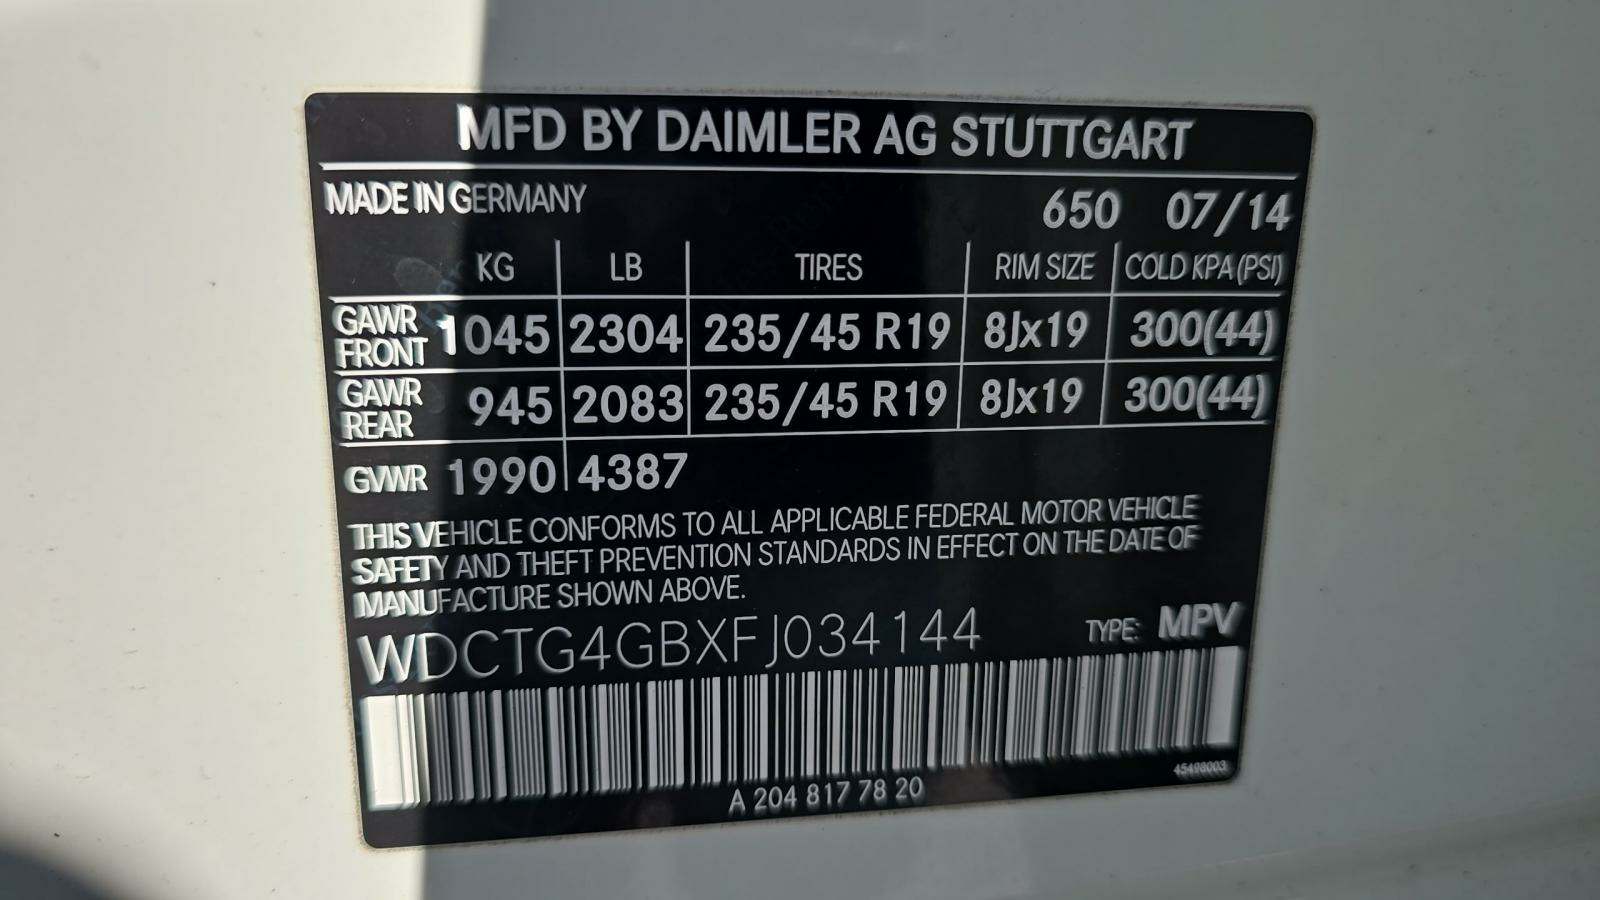 MFD BY DAIMLER AG STUTTGART
MADE IN GERMANY 650 07/14
KG LB TIRES RIM SIZE COLD KPA (PSI)
GAWR FRONT 1045 2304 235/45 R19 8Jx19 300(44)
GAWR REAR 945 2083 235/45 R19 8Jx19 300(44)
GVWR 1990 4387
THIS VEHICLE CONFORMS TO ALL APPLICABLE FEDERAL MOTOR VEHICLE
SAFETY AND THEFT PREVENTION STANDARDS IN EFFECT ON THE DATE OF
MANUFACTURE SHOWN ABOVE.
WDCTG4GBXFJ034144 TYPE: MPV
45498003
A 204 817 78 20